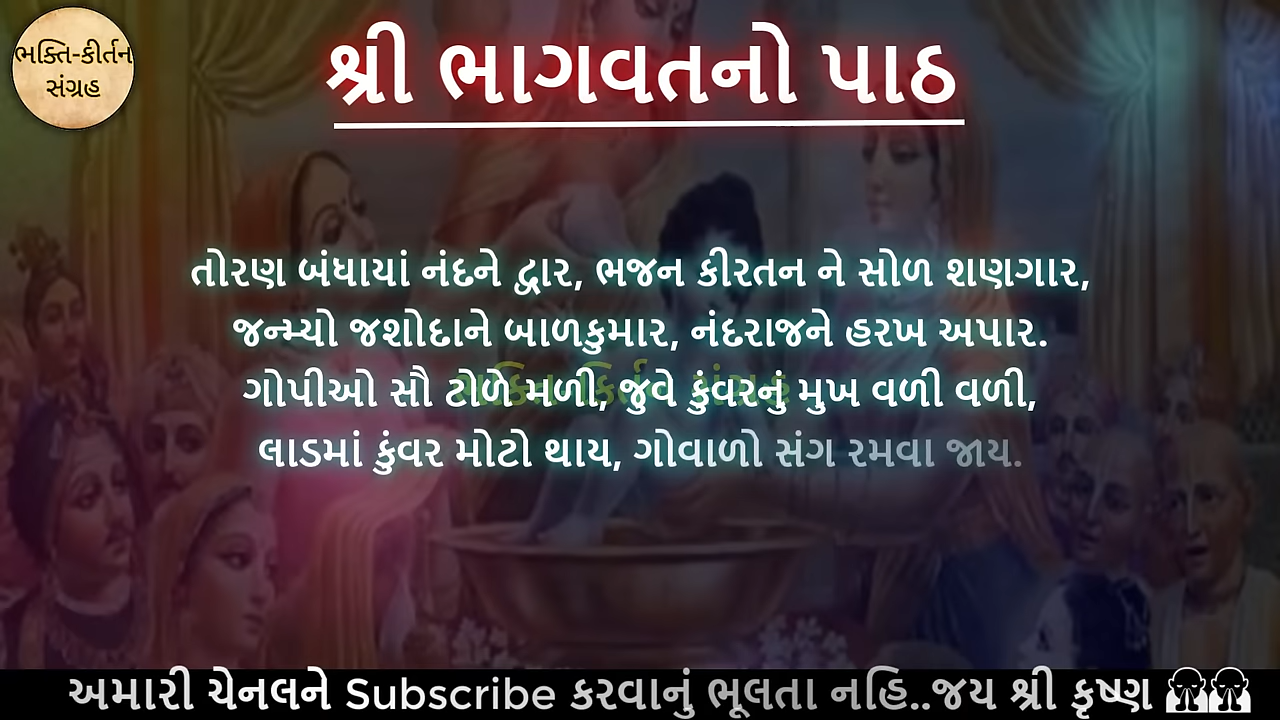 ભક્તિ-કીર્તન
સંગ્રહ
શ્રી ભાગવતનો પાઠ
તોરણ બંધાયાં નંદને દ્વાર, ભજન કીરતન ને સોળ શણગાર,
જન્મ્યો જશોદાને બાળકુમાર, નંદરાજને હરખ અપાર.
ગોપીઓ સૌ ટોળે મળી, જુવે કુંવરનું મુખ વળી વળી,
લાડમાં કુંવર મોટો થાય, ગોવાળો સંગ રમવા જાય.
અમારી ચેનલને Subscribe કરવાનું ભૂલતા નહિ..જય શ્રી કૃષ્ણ